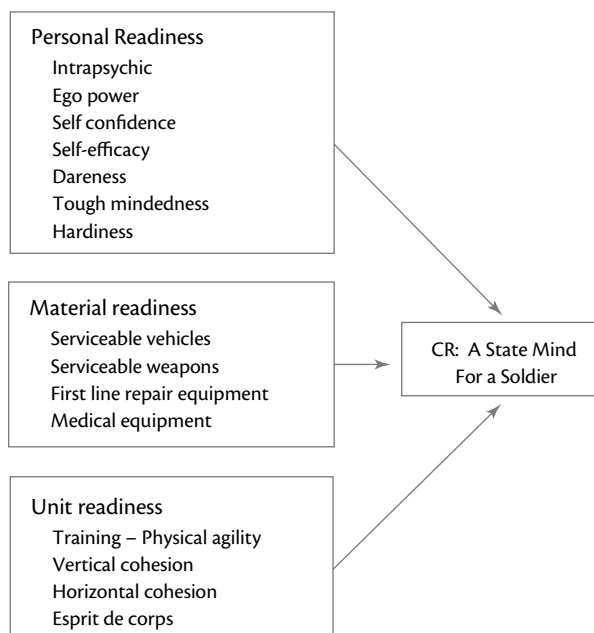 Personal Readiness
Intrapsychic
Ego power
Self confidence
Self-efficacy
Dareness
Tough mindedness
Hardiness
Material readiness
Serviceable vehicles
Serviceable weapons
First line repair equipment
Medical equipment
CR: A State Mind
For a Soldier
Unit readiness
Training – Physical agility
Vertical cohesion
Horizontal cohesion
Esprit de corps